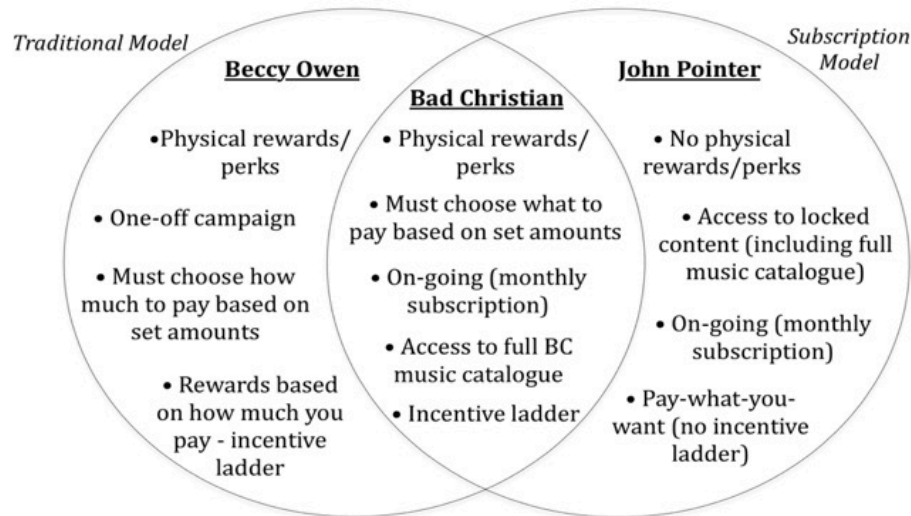 Traditional Model
Subscription
Model
Beccy Owen
• Physical rewards/
perks
• One-off campaign
• Must choose how
much to pay based on
set amounts
• Rewards based
on how much you
pay - incentive
ladder
Bad Christian
• Physical rewards/
perks
• Must choose what to
pay based on set amounts
• On-going (monthly
subscription)
• Access to full BC
music catalogue
• Incentive ladder
John Pointer
• No physical
rewards/perks
• Access to locked
content (including full
music catalogue)
• On-going (monthly
subscription)
• Pay-what-you-
want (no incentive
ladder)